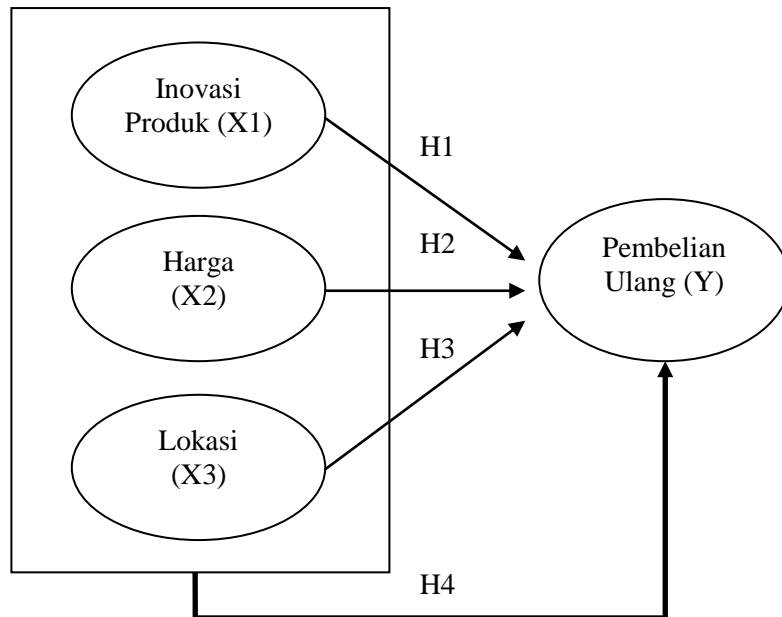 Inovasi
Produk (X1)
H1
H2
Harga
(X2)
Pembelian
Ulang (Y)
H3
Lokasi
(X3)
H4